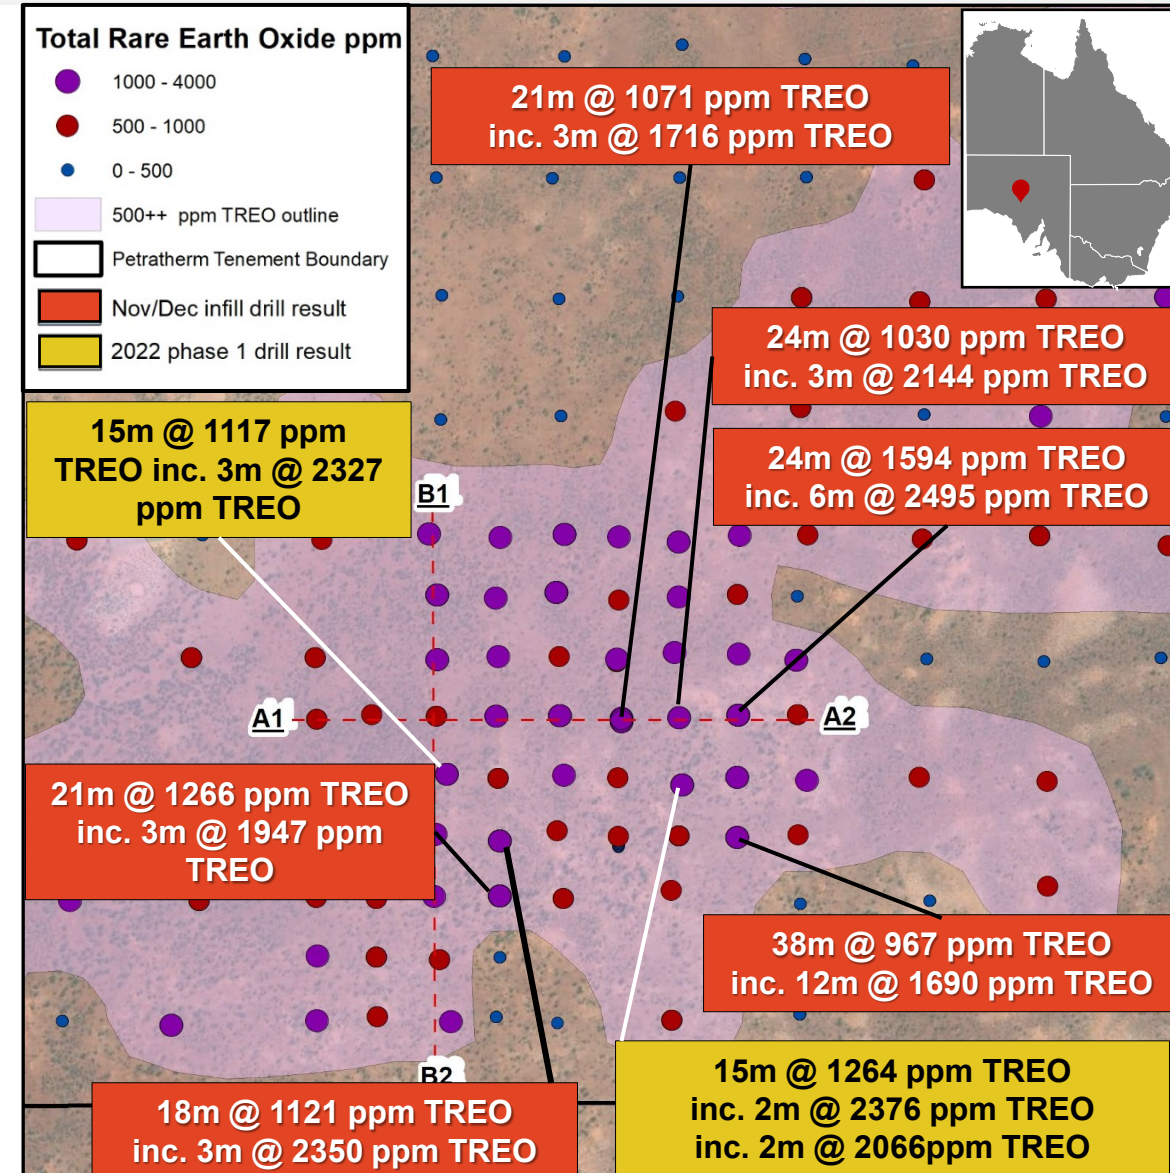 Total Rare Earth Oxide ppm
1000 - 4000
500 - 1000
0 - 500
500++ ppm TREO outline
Petratherm Tenement Boundary
Nov/Dec infill drill result
2022 phase 1 drill result
21m @ 1071 ppm TREO
inc. 3m @ 1716 ppm TREO
24m @ 1030 ppm TREO
inc. 3m @ 2144 ppm TREO
15m @ 1117 ppm
TREO inc. 3m @ 2327
ppm TREO
24m @ 1594 ppm TREO
inc. 6m @ 2495 ppm TREO
B1
A1
A2
21m @ 1266 ppm TREO
inc. 3m @ 1947 ppm
TREO
38m @ 967 ppm TREO
inc. 12m @ 1690 ppm TREO
B2
18m @ 1121 ppm TREO
inc. 3m @ 2350 ppm TREO
15m @ 1264 ppm TREO
inc. 2m @ 2376 ppm TREO
inc. 2m @ 2066ppm TREO